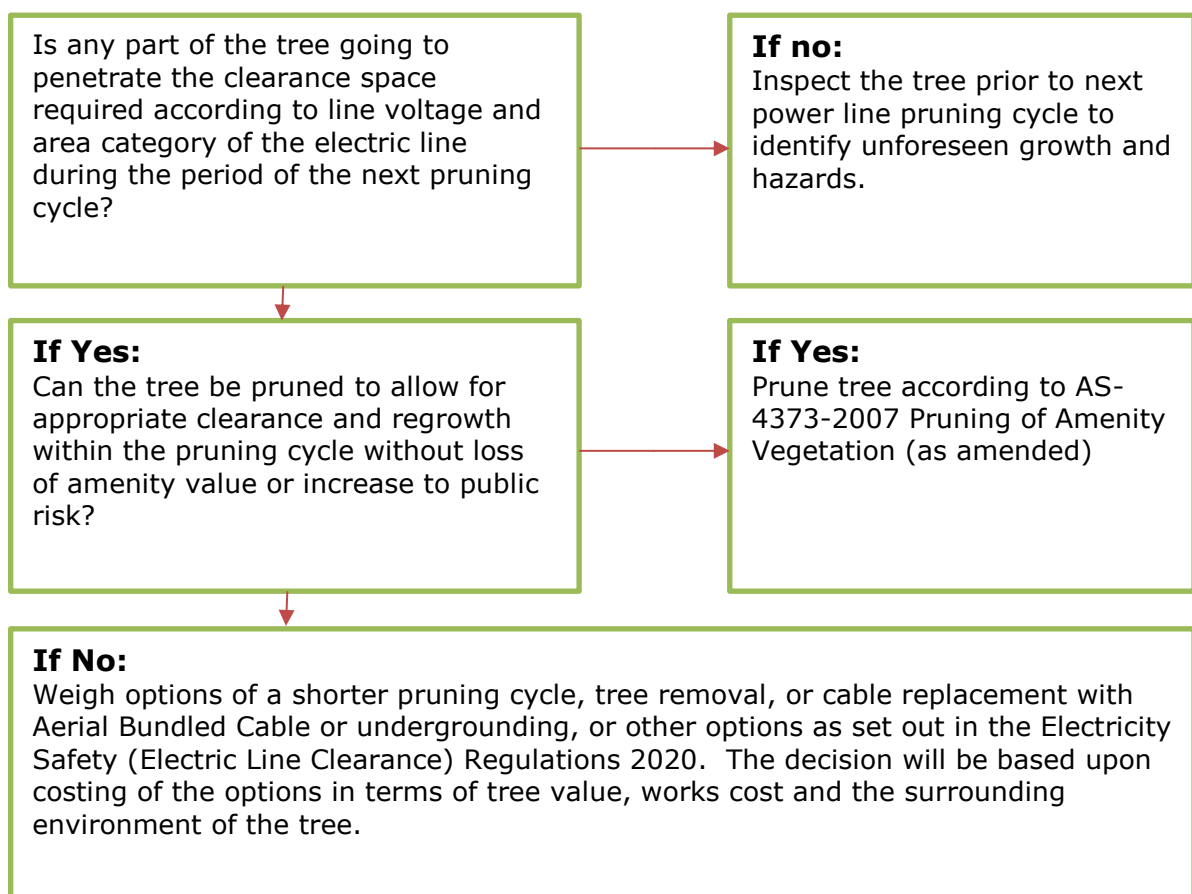 Is any part of the tree going to
penetrate the clearance space
required according to line voltage and
area category of the electric line
during the period of the next pruning
cycle?
If no:
Inspect the tree prior to next
power line pruning cycle to
identify unforeseen growth and
hazards.
If Yes:
Can the tree be pruned to allow for
appropriate clearance and regrowth
within the pruning cycle without loss
of amenity value or increase to public
risk?
If Yes:
Prune tree according to AS-
4373-2007 Pruning of Amenity
Vegetation (as amended)
If No:
Weigh options of a shorter pruning cycle, tree removal, or cable replacement with
Aerial Bundled Cable or undergrounding, or other options as set out in the Electricity
Safety (Electric Line Clearance) Regulations 2020.  The decision will be based upon
costing of the options in terms of tree value, works cost and the surrounding
environment of the tree.